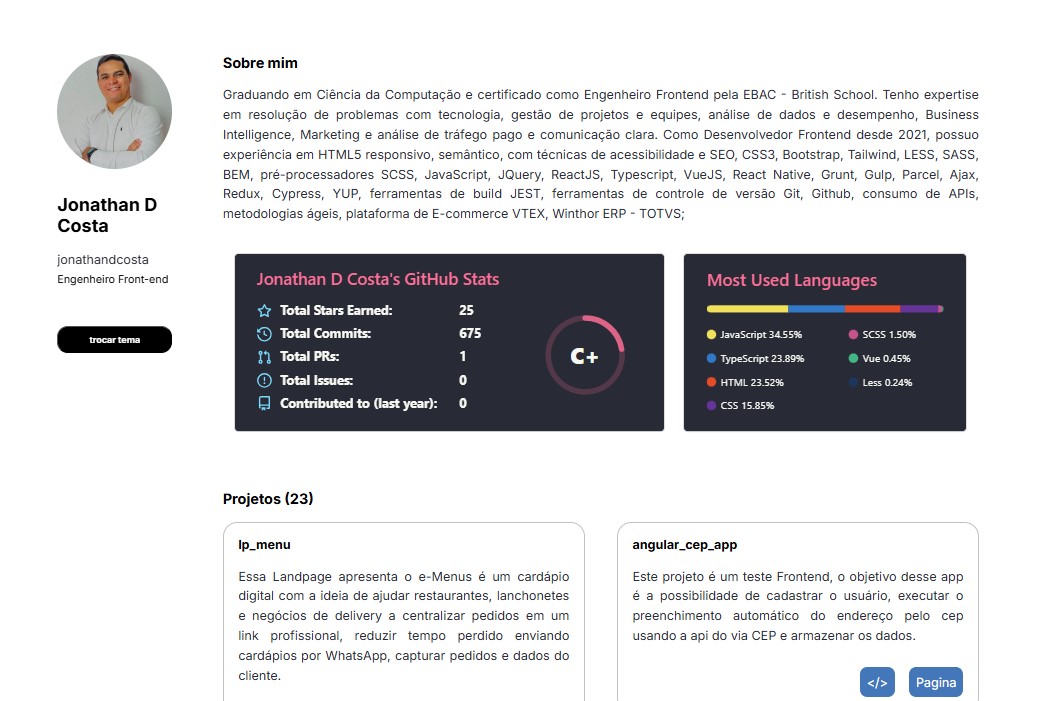 Jonathan D
Costa
jonathandcosta
Engenheiro Front-end
trocar tema
Sobre mim
Graduando em Ciência da Computação e certificado como Engenheiro Frontend pela EBAC - British School. Tenho expertise
em resolução de problemas com tecnologia, gestão de projetos e equipes, análise de dados e desempenho, Business
Intelligence, Marketing e análise de tráfego pago e comunicação clara. Como Desenvolvedor Frontend desde 2021, possuo
experiência em HTML5 responsivo, semântico, com técnicas de acessibilidade e SEO, CSS3, Bootstrap, Tailwind, LESS, SASS,
BEM, pré-processadores SCSS, JavaScript, JQuery, ReactJS, Typescript, VueJS, React Native, Grunt, Gulp, Parcel, Ajax,
Redux, Cypress, YUP, ferramentas de build JEST, ferramentas de controle de versão Git, Github, consumo de APIs,
metodologias ágeis, plataforma de E-commerce VTEX, Winthor ERP - TOTVS;
Jonathan D Costa's GitHub Stats
Total Stars Earned: 25
Total Commits: 675
Total PRs: 1
Total Issues: 0
Contributed to (last year): 0
C+
Most Used Languages
JavaScript 34.55%
TypeScript 23.89%
HTML 23.52%
CSS 15.85%
SCSS 1.50%
Vue 0.45%
Less 0.24%
Projetos (23)
lp_menu
Essa Landpage apresenta o e-Menus é um cardápio
digital com a ideia de ajudar restaurantes, lanchonetes
e negócios de delivery a centralizar pedidos em um
link profissional, reduzir tempo perdido enviando
cardápios por WhatsApp, capturar pedidos e dados do
cliente.
angular_cep_app
Este projeto é um teste Frontend, o objetivo desse app
é a possibilidade de cadastrar o usuário, executar o
preenchimento automático do endereço pelo cep
usando a api do via CEP e armazenar os dados.
</> Pagina